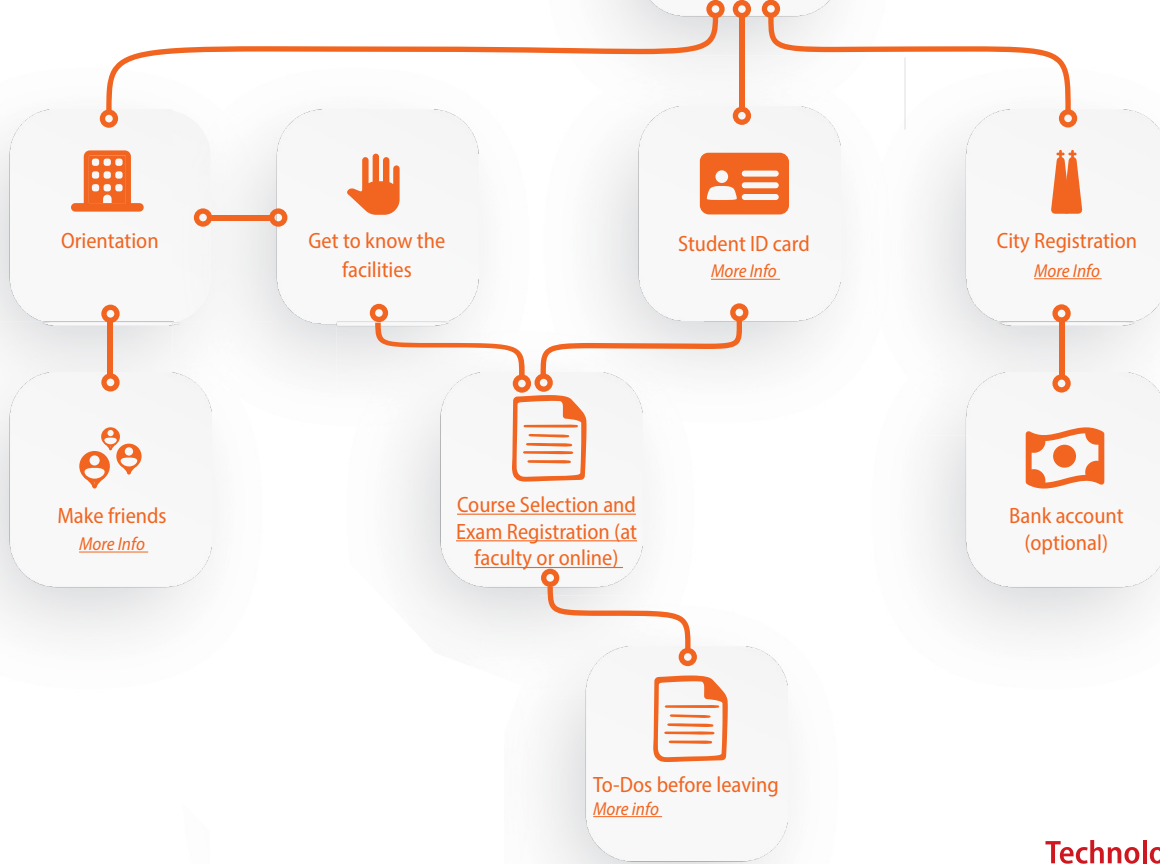 Orientation
Get to know the
facilities
Student ID card
More Info
City Registration
More Info
Make friends
More Info
Course Selection and
Exam Registration (at
faculty or online)
Bank account
(optional)
To-Dos before leaving
More info